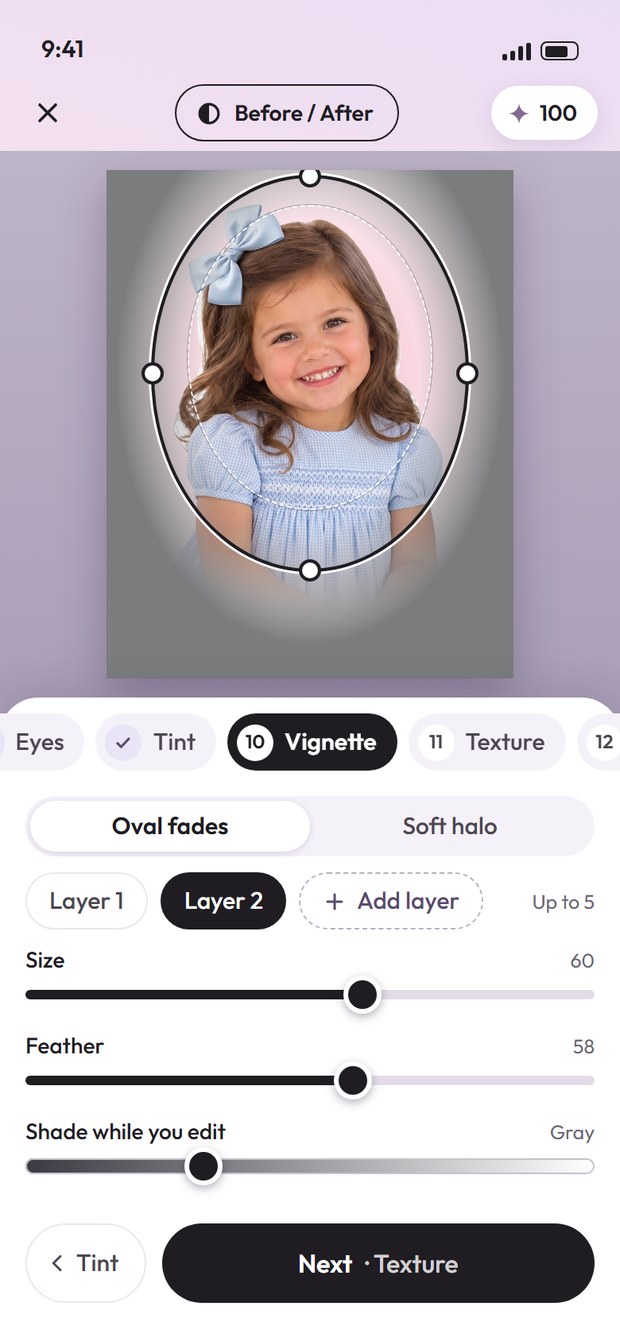 9:41
Before / After
100
Eyes
Tint
10 Vignette
11 Texture
12
Oval fades
Soft halo
Layer 1
Layer 2
+ Add layer
Up to 5
Size
60
Feather
58
Shade while you edit
Gray
Tint
Next · Texture